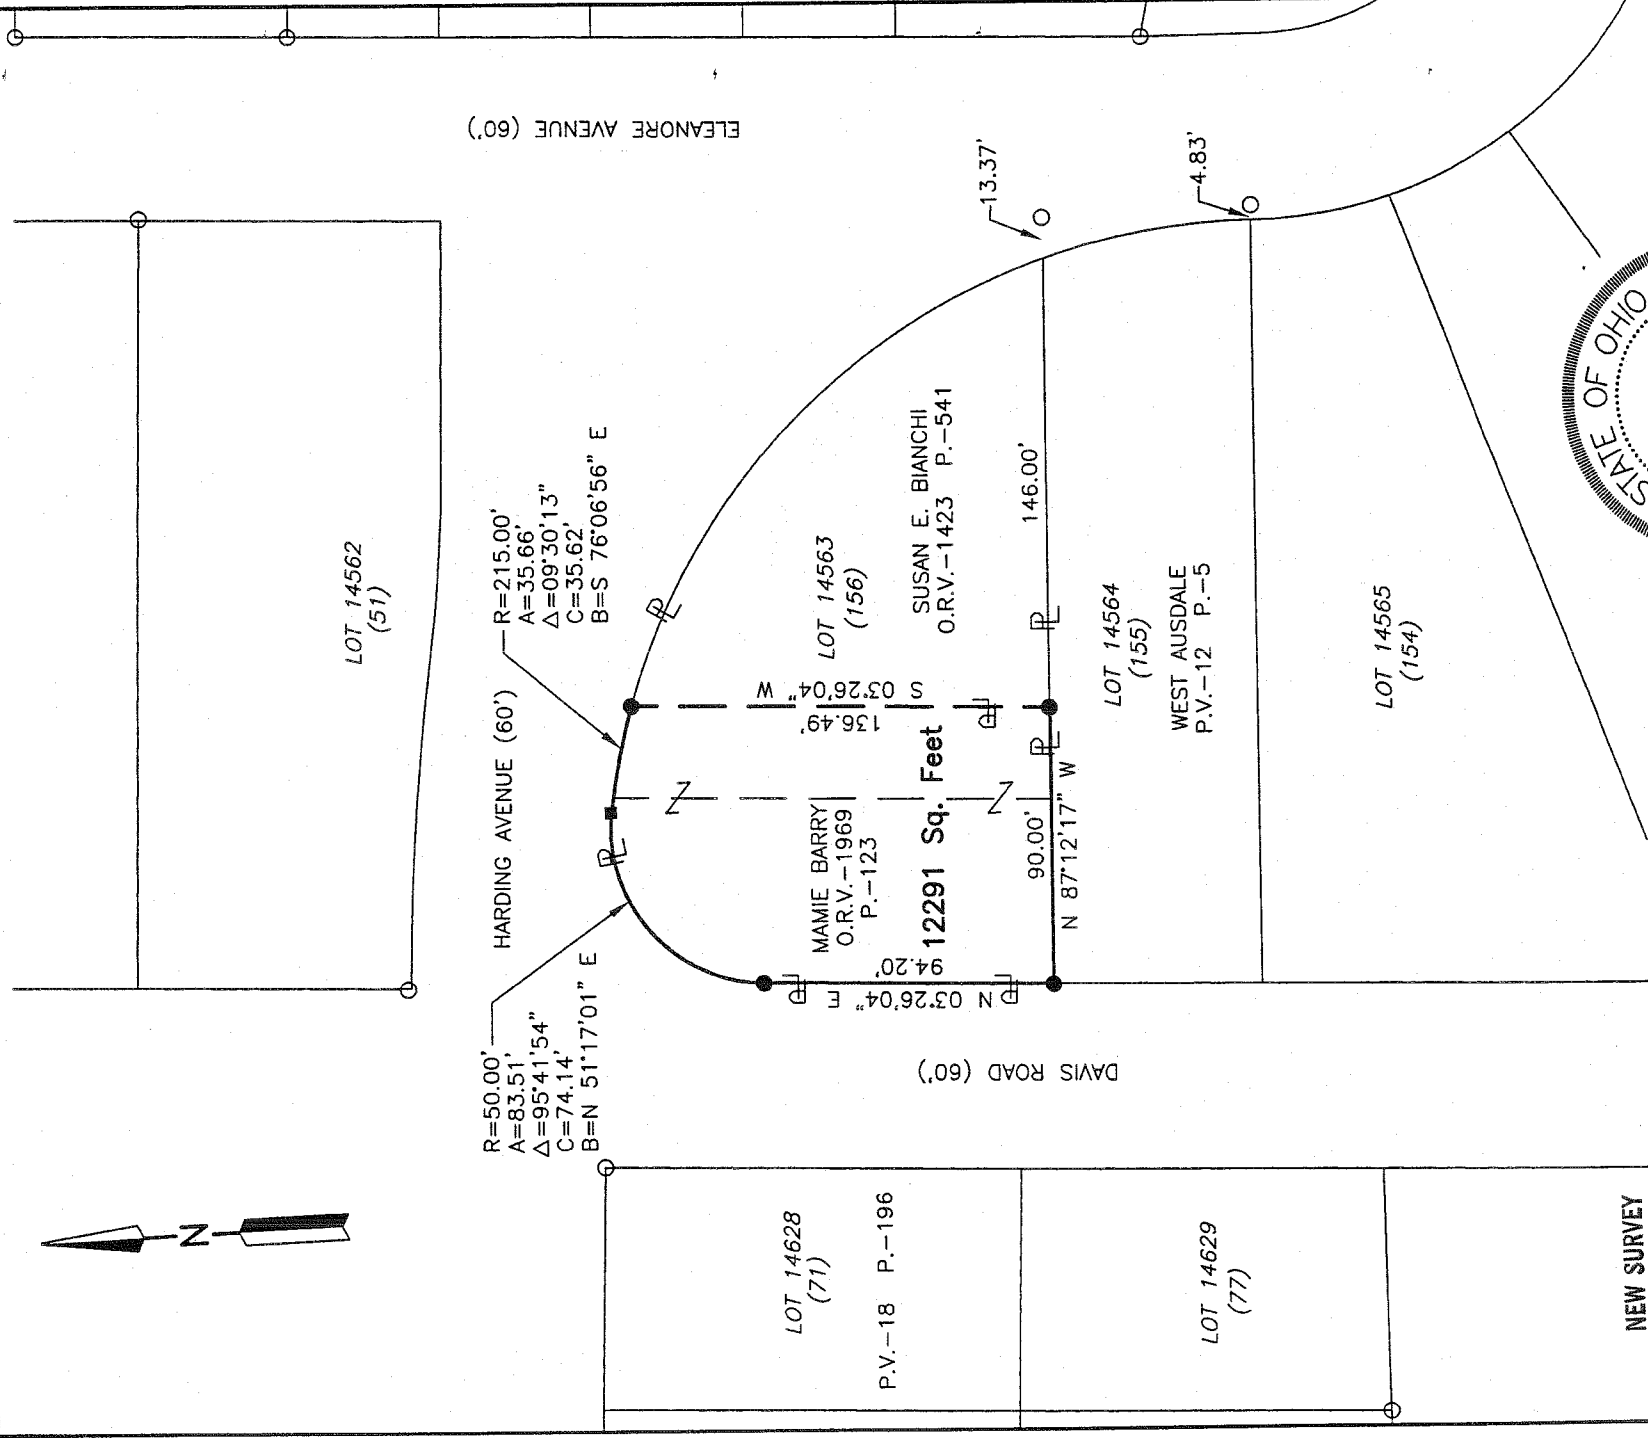 ELEANORE AVENUE (60')
13.37'
4.83'
STATE OF OHIO
LOT 14562
(51)
R=215.00'
A=35.66'
Δ=09°30'13"
C=35.62'
B=S 76°06'56" E
HARDING AVENUE (60')
LOT 14563
(156)
SUSAN E. BIANCHI
O.R.V.-1423 P.-541
146.00'
S 03°26'04" W
136.49'
LOT 14564
(155)
WEST AUSDALE
P.V.-12 P.-5
LOT 14565
(154)
MAMIE BARRY
O.R.V.-1969
P.-123
12291 Sq. Feet
90.00'
N 87°12'17" W
94.20'
N 03°26'04" E
R=50.00'
A=83.51'
Δ=95°41'54"
C=74.14'
B=N 51°17'01" E
DAVIS ROAD (60')
N
LOT 14628
(71)
P.V.-18 P.-196
LOT 14629
(77)
NEW SURVEY